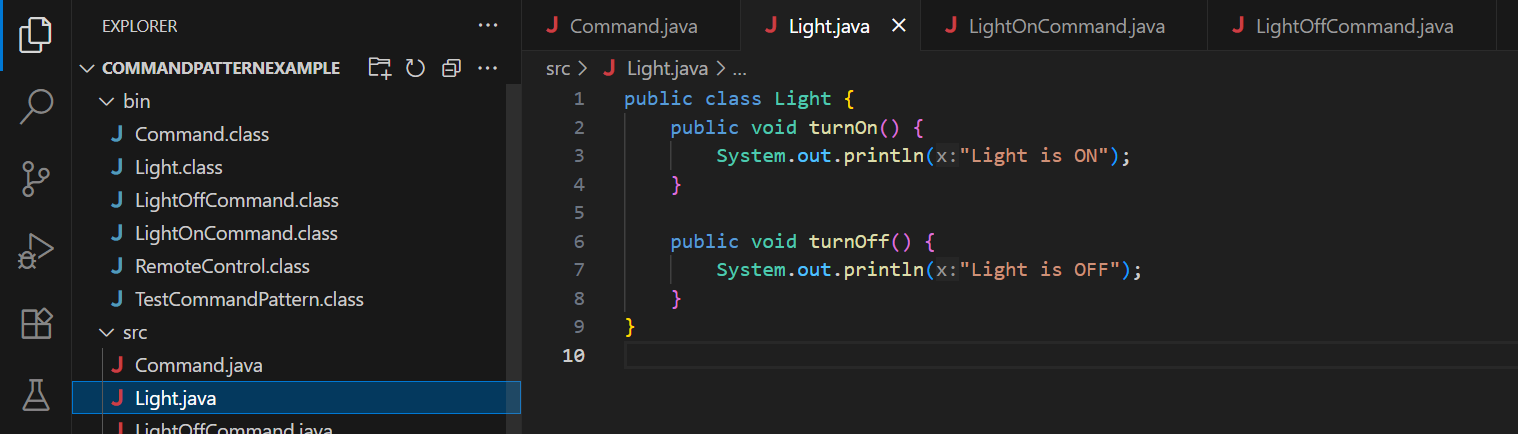 EXPLORER ...
COMMANDPATTERNEXAMPLE ...
bin
J Command.class
J Light.class
J LightOffCommand.class
J LightOnCommand.class
J RemoteControl.class
J TestCommandPattern.class
src
J Command.java
J Light.java
J LightOffCommand.java
J Command.java J Light.java × J LightOnCommand.java J LightOffCommand.java
src > J Light.java > ...
1 public class Light {
2 public void turnOn() {
3 System.out.println(x:"Light is ON");
4 }
5
6 public void turnOff() {
7 System.out.println(x:"Light is OFF");
8 }
9 }
10